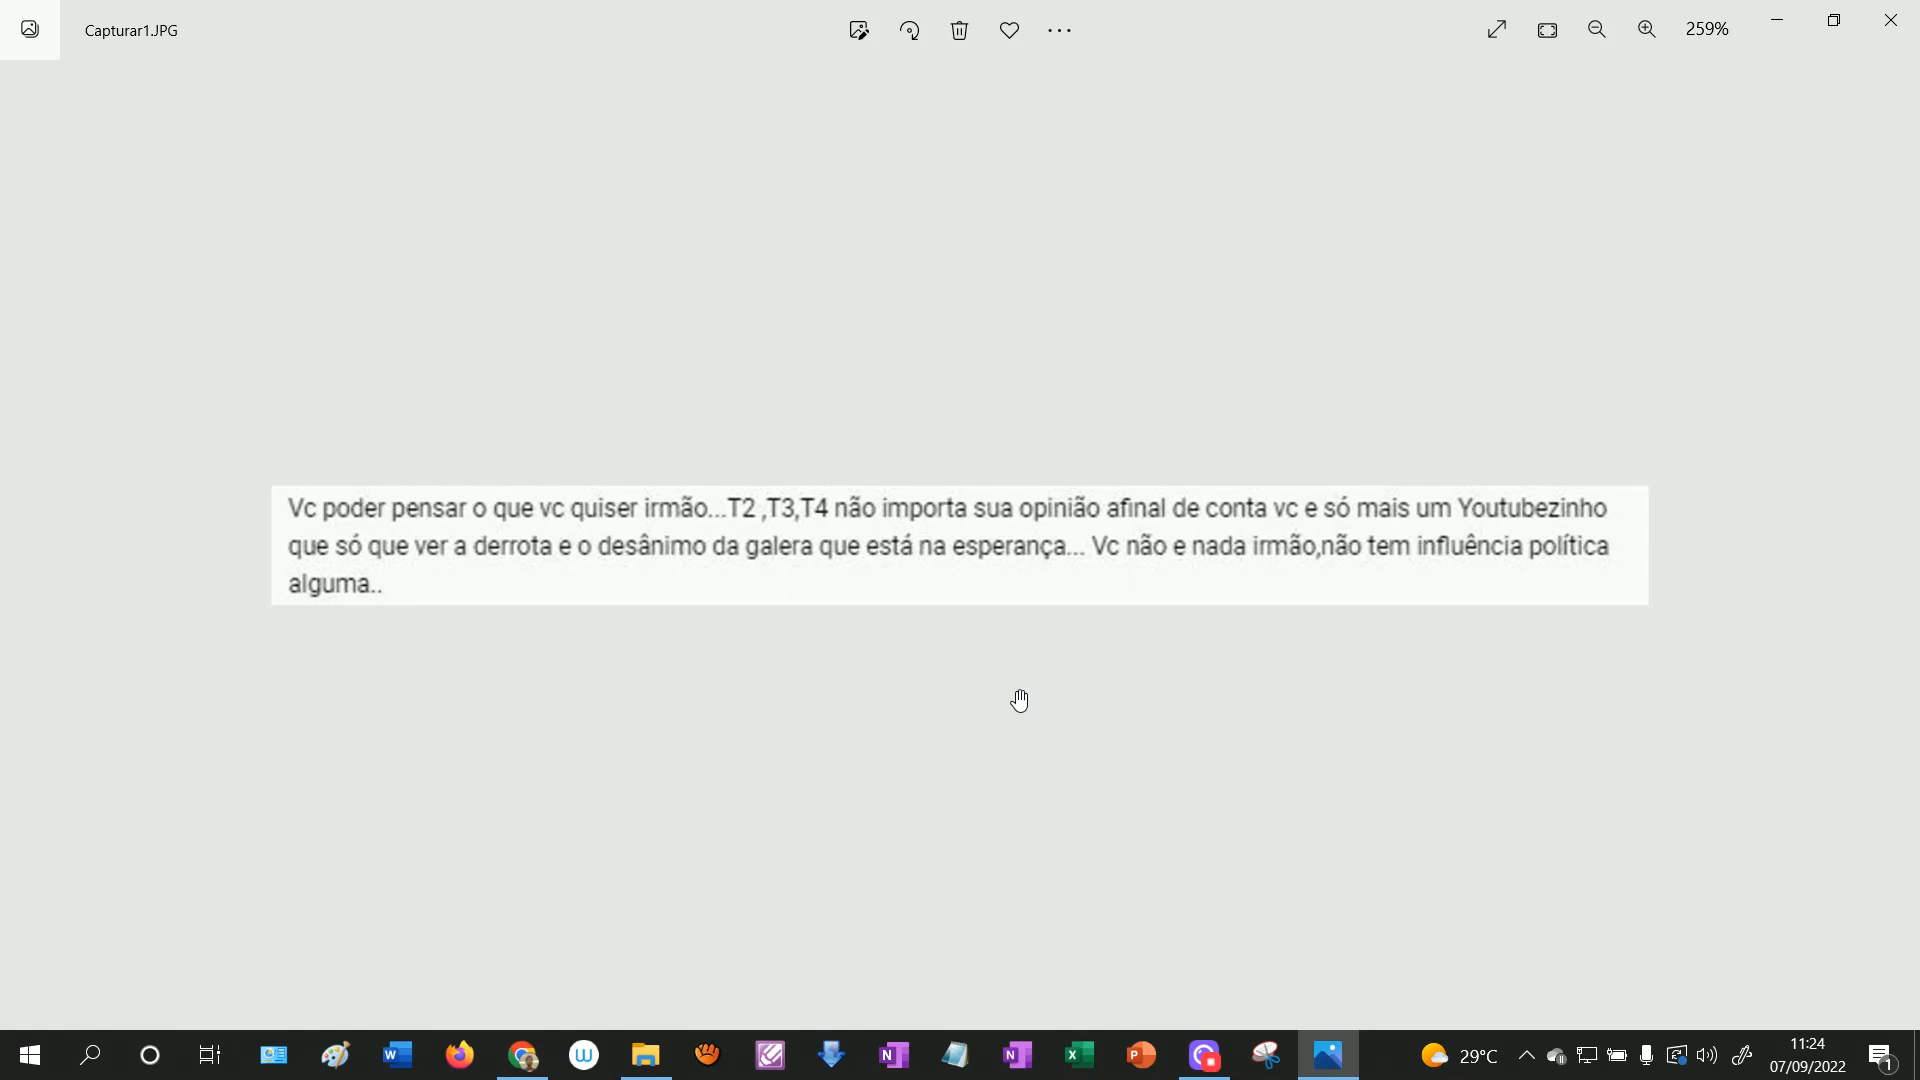 Capturar1.JPG
259%
Vc poder pensar o que vc quiser irmão...T2 ,T3,T4 não importa sua opinião afinal de conta vc e só mais um Youtubezinho
que só que ver a derrota e o desânimo da galera que está na esperança... Vc não e nada irmão,não tem influência política
alguma..
29°C
11:24
07/09/2022
1